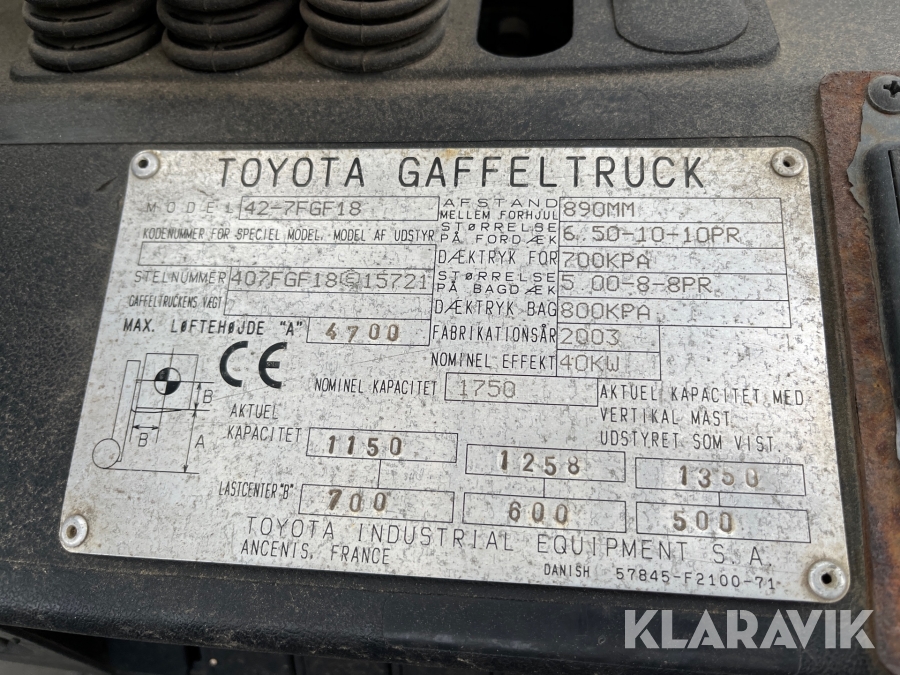 TOYOTA GAFFELTRUCK
MODEL 42-7FGF18
AFSTAND MELLEM FORHJUL 890MM
KODENUMMER FOR SPECIEL MODEL. MODEL AF UDSTYR
STØRRELSE PÅ FORDÆK 6.50-10-10PR
DÆKTRYK FOR 700KPA
STELNUMMER 407FGF18 S 15721
STØRRELSE PÅ BAGDÆK 5.00-8-8PR
GAFFELTRUCKENS VÆGT
DÆKTRYK BAG 800KPA
MAX. LØFTEHØJDE "A" 4700
FABRIKATIONSÅR 2003
CE
NOMINEL EFFEKT 40KW
NOMINEL KAPACITET 1750
AKTUEL KAPACITET MED
VERTIKAL MAST.
UDSTYRET SOM VIST.
B
B
A
AKTUEL
KAPACITET 1150 1258 1350
LASTCENTER "B" 700 600 500
TOYOTA INDUSTRIAL EQUIPMENT S.A.
ANCENIS, FRANCE
DANISH 57845-F2100-71
KLARAVIK